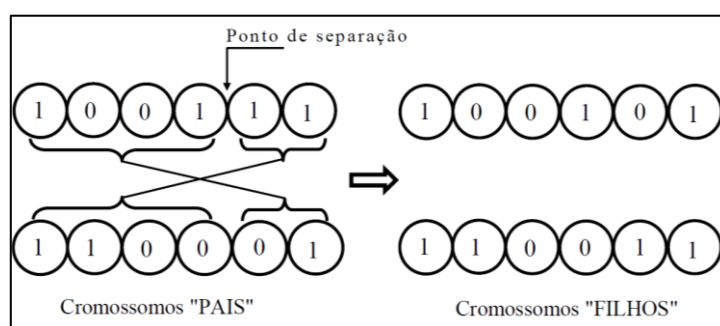 Ponto de separação
1 0 0 1 1 1
1 0 0 1 0 1
1 1 0 0 0 1
1 1 0 0 1 1
Cromossomos "PAIS"
Cromossomos "FILHOS"